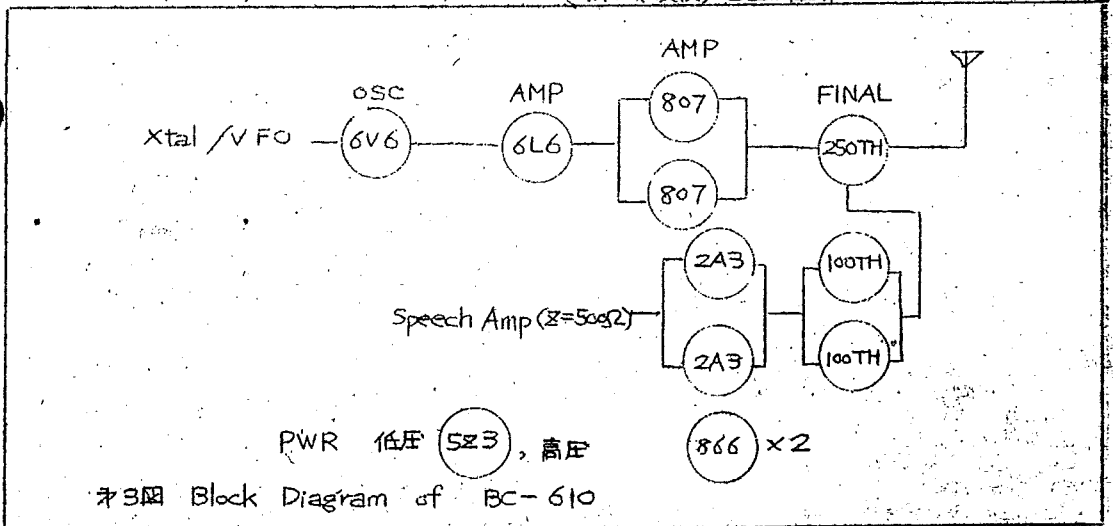 AMP
OSC AMP FINAL
807
Xtal /VFO 6V6 6L6 250TH
807
2A3 100TH
Speech Amp (Z=500Ω)
2A3 100TH
PWR 低圧 5Z3, 高圧 866 ×2
才3図 Block Diagram of BC-610